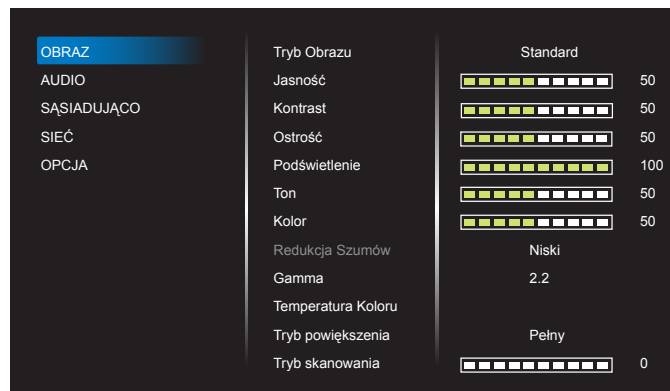 OBRAZ
AUDIO
SĄSIADUJĄCO
SIEĆ
OPCJA
Tryb Obrazu Standard
Jasność 50
Kontrast 50
Ostrość 50
Podświetlenie 100
Ton 50
Kolor 50
Redukcja Szumów Niski
Gamma 2.2
Temperatura Koloru
Tryb powiększenia Pełny
Tryb skanowania 0